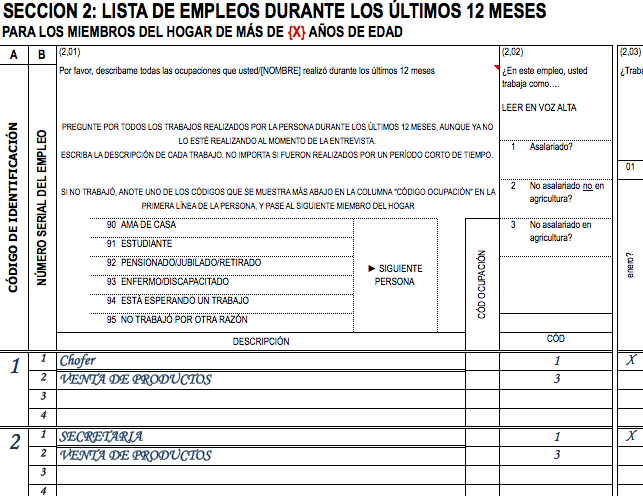 SECCION 2: LISTA DE EMPLEOS DURANTE LOS ÚLTIMOS 12 MESES
PARA LOS MIEMBROS DEL HOGAR DE MÁS DE {X} AÑOS DE EDAD
A
B
(2,01)
(2,02)
(2,03)
CÓDIGO DE IDENTIFICACIÓN
NÚMERO SERIAL DEL EMPLEO
Por favor, describame todas las ocupaciones que usted/[NOMBRE] realizó durante los últimos 12 meses
PREGUNTE POR TODOS LOS TRABAJOS REALIZADOS POR LA PERSONA DURANTE LOS ÚLTIMOS 12 MESES, AUNQUE YA NO
LO ESTÉ REALIZANDO AL MOMENTO DE LA ENTREVISTA.
ESCRIBA LA DESCRIPCIÓN DE CADA TRABAJO. NO IMPORTA SI FUERON REALIZADOS POR UN PERÍODO CORTO DE TIEMPO.
SI NO TRABAJÓ, ANOTE UNO DE LOS CÓDIGOS QUE SE MUESTRA MÁS ABAJO EN LA COLUMNA "CÓDIGO OCUPACIÓN" EN LA
PRIMERA LÍNEA DE LA PERSONA, Y PASE AL SIGUIENTE MIEMBRO DEL HOGAR
90 AMA DE CASA
91 ESTUDIANTE
92 PENSIONADO/JUBILADO/RETIRADO
93 ENFERMO/DISCAPACITADO
94 ESTÁ ESPERANDO UN TRABAJO
95 NO TRABAJÓ POR OTRA RAZÓN
► SIGUIENTE
PERSONA
DESCRIPCIÓN
CÓD OCUPACIÓN
¿En este empleo, usted
trabaja como….
LEER EN VOZ ALTA
1 Asalariado?
2 No asalariado no en
agricultura?
3 No asalariado en
agricultura?
CÓD
¿Traba
01
enero?
1
1 Chofer 1 X
2 VENTA DE PRODUCTOS 3
3
4
2
1 SECRETARIA 1 X
2 VENTA DE PRODUCTOS 3
3
4